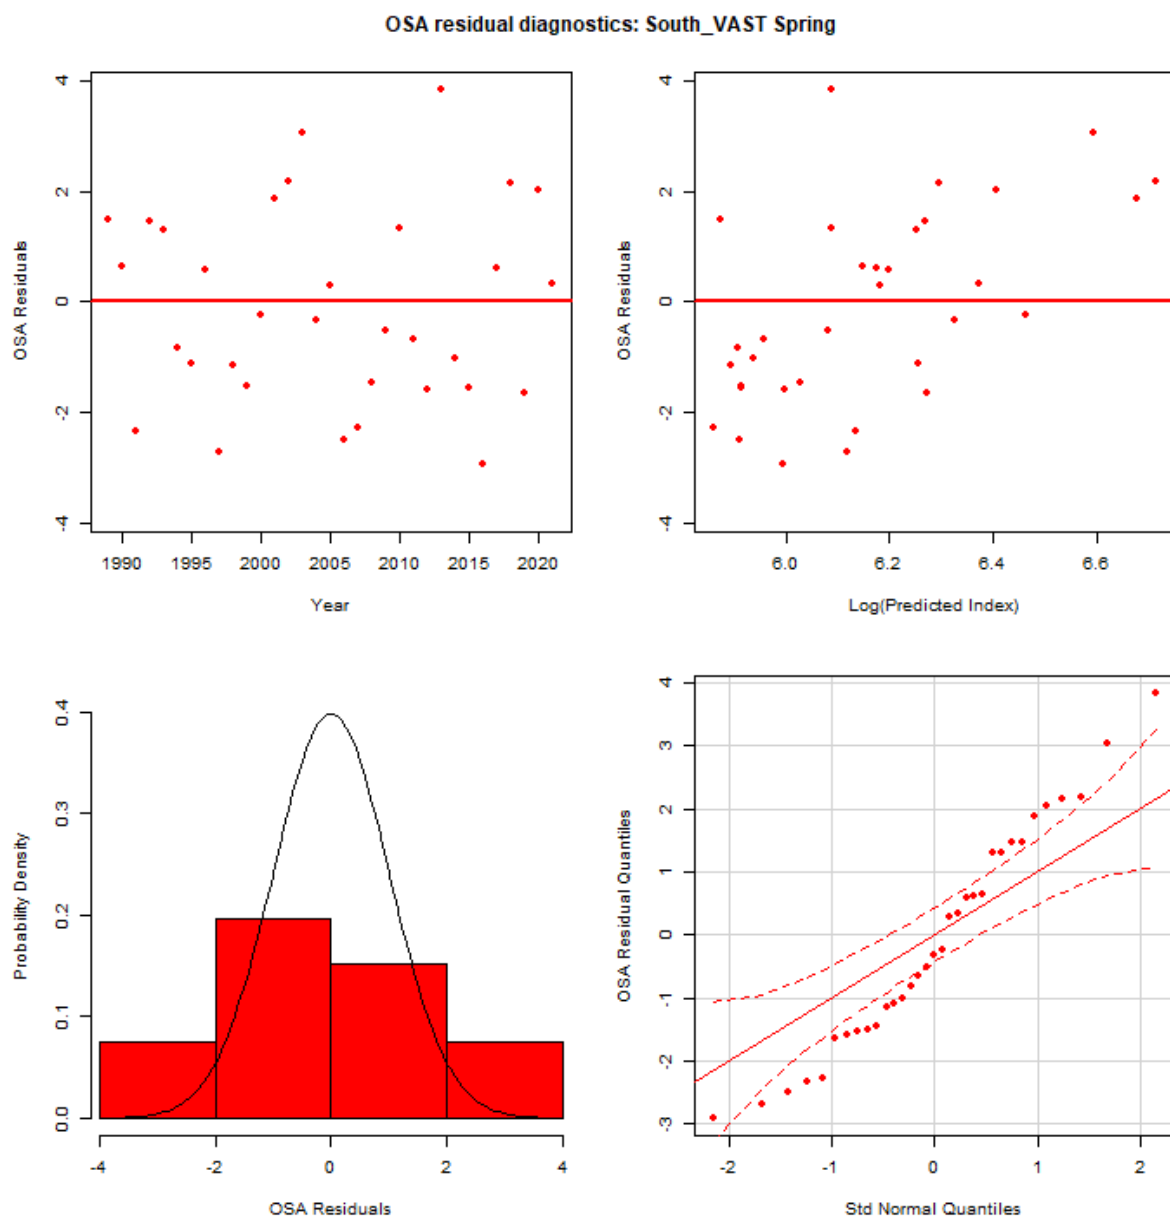 OSA residual diagnostics: South_VAST Spring
OSA Residuals
4
2
0
-2
-4
1990 1995 2000 2005 2010 2015 2020
Year
OSA Residuals
4
2
0
-2
-4
6.0 6.2 6.4 6.6
Log(Predicted Index)
Probability Density
0.4
0.3
0.2
0.1
0.0
-4 -2 0 2 4
OSA Residuals
OSA Residual Quantiles
4
3
2
1
0
-1
-2
-3
-2 -1 0 1 2
Std Normal Quantiles